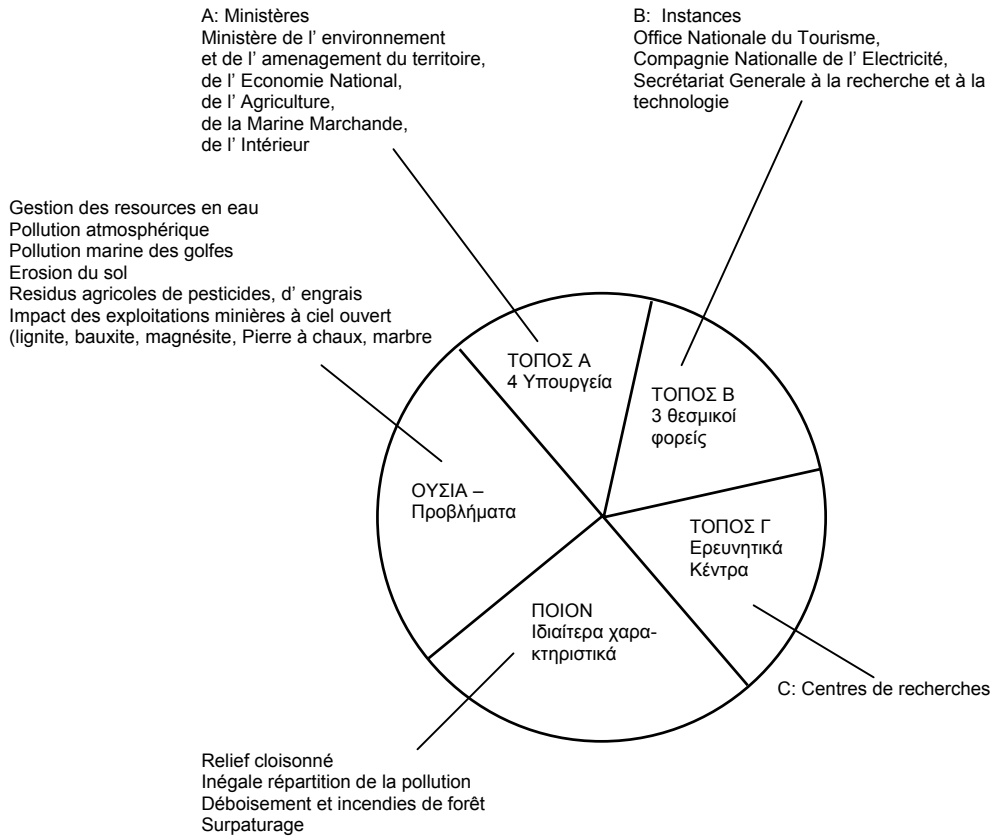 A: Ministères
Ministère de l’ environnement
et de l’ amenagement du territoire,
de l’ Economie National,
de l’ Agriculture,
de la Marine Marchande,
de l’ Intérieur
B: Instances
Office Nationale du Tourisme,
Compagnie Nationalle de l’ Electricité,
Secrétariat Generale à la recherche et à la
technologie
Gestion des resources en eau
Pollution atmosphérique
Pollution marine des golfes
Erosion du sol
Residus agricoles de pesticides, d’ engrais
Impact des exploitations minières à ciel ouvert
(lignite, bauxite, magnésite, Pierre à chaux, marbre
ΤΟΠΟΣ Α
4 Υπουργεία
ΤΟΠΟΣ Β
3 θεσμικοί
φορείς
ΟΥΣΙΑ –
Προβλήματα
ΤΟΠΟΣ Γ
Ερευνητικά
Κέντρα
ΠΟΙΟΝ
Ιδιαίτερα χαρα-
κτηριστικά
C: Centres de recherches
Relief cloisonné
Inégale répartition de la pollution
Déboisement et incendies de forêt
Surpaturage